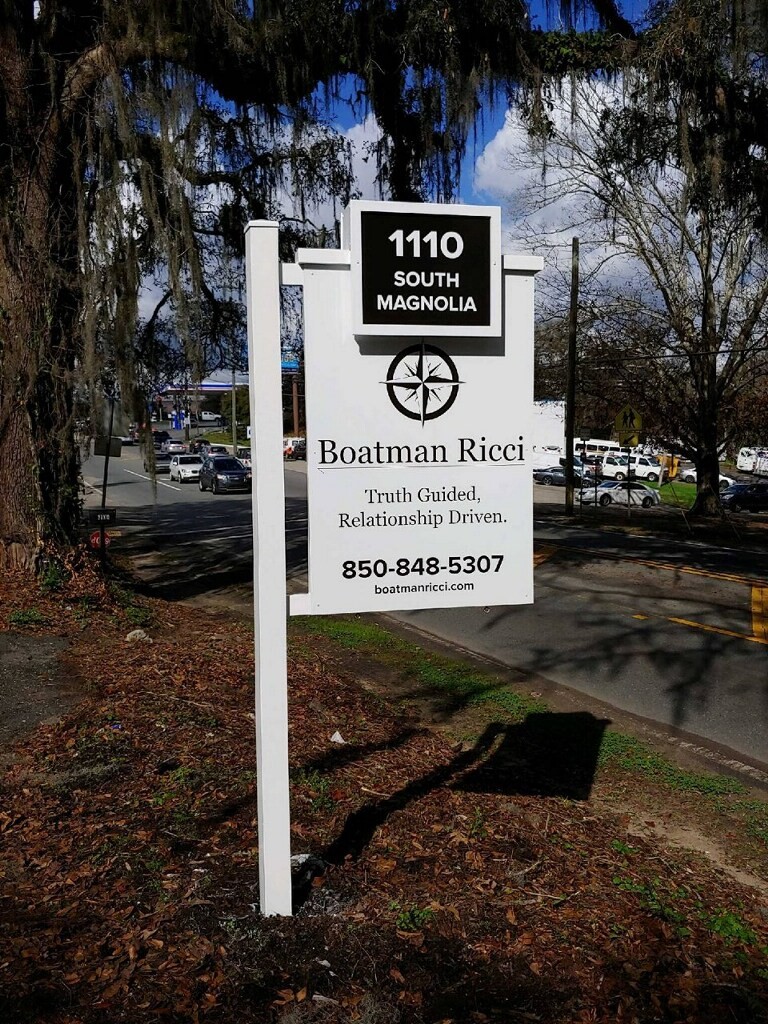 1110
SOUTH
MAGNOLIA
Boatman Ricci
Truth Guided,
Relationship Driven.
850-848-5307
boatmanricci.com